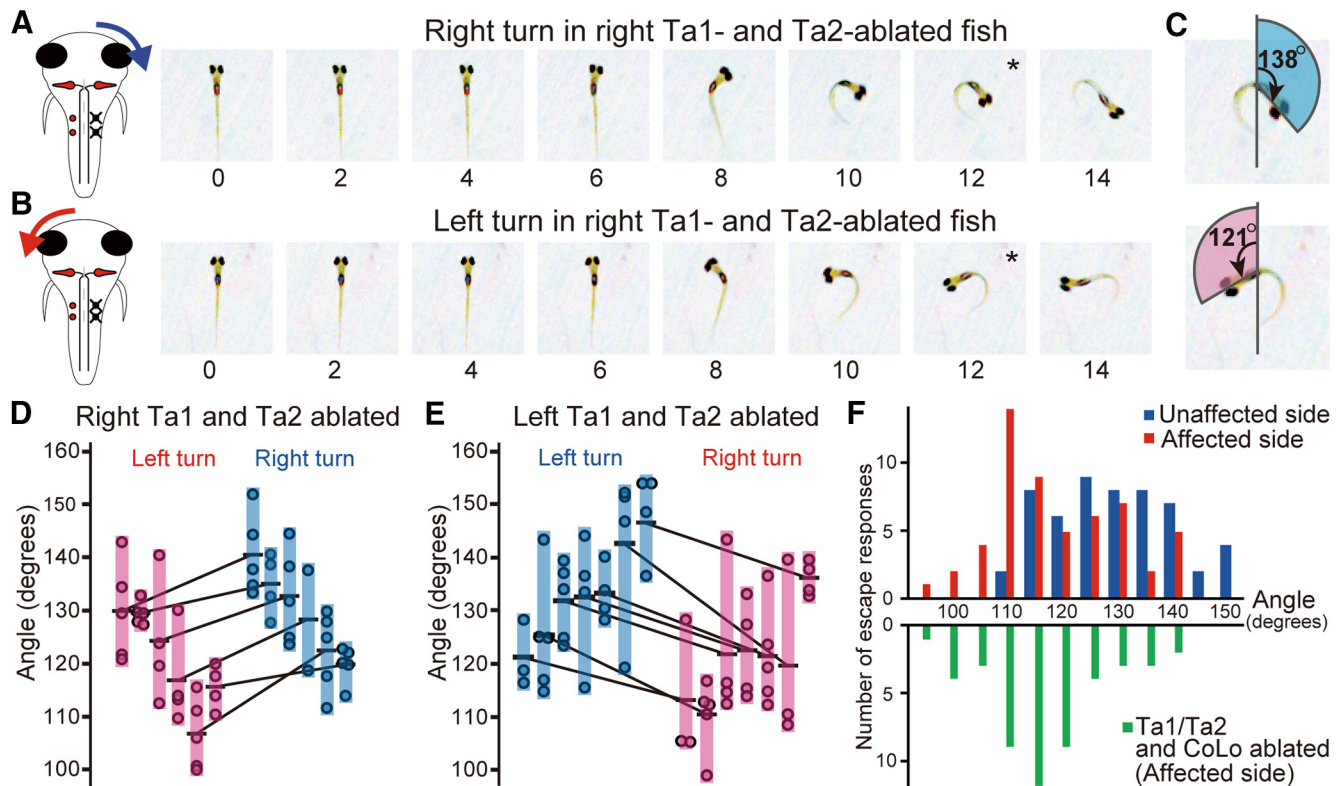 A
Right turn in right Ta1- and Ta2-ablated fish
*
0 2 4 6 8 10 12 14
B
Left turn in right Ta1- and Ta2-ablated fish
*
0 2 4 6 8 10 12 14
C
138°
121°
D
Right Ta1 and Ta2 ablated
Left turn
Right turn
Angle (degrees)
160
150
140
130
120
110
100
E
Left Ta1 and Ta2 ablated
Left turn
Right turn
Angle (degrees)
160
150
140
130
120
110
100
F
Unaffected side
Affected side
Number of escape responses
10
5
0
100 110 120 130 140 150
Angle
(degrees)
0
5
10
Ta1/Ta2
and CoLo ablated
(Affected side)